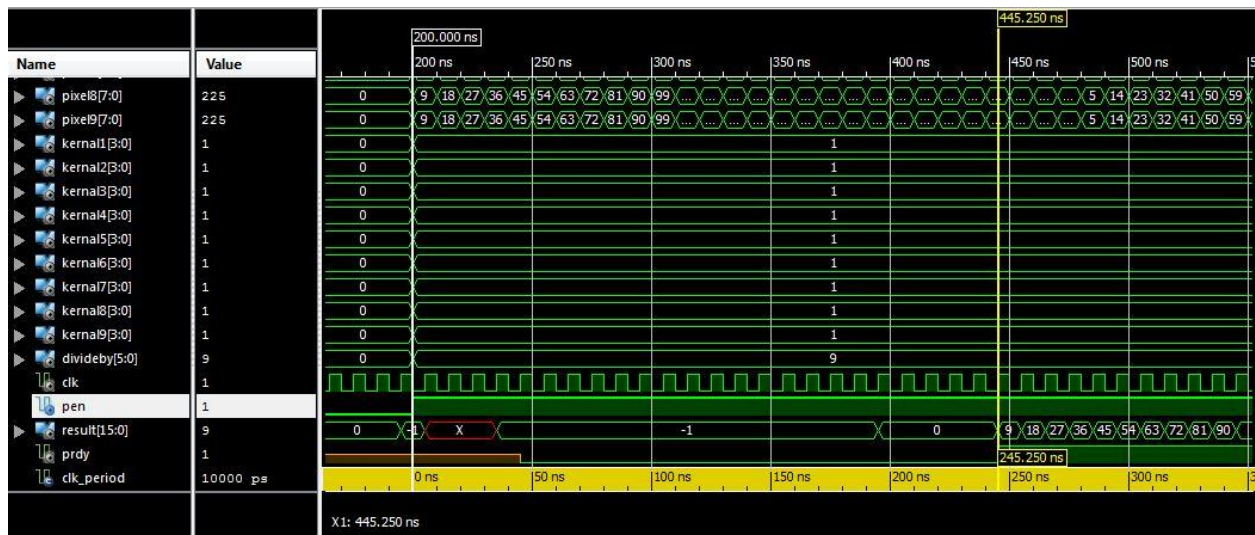 445.250 ns
200.000 ns
Name Value 200 ns 250 ns 300 ns 350 ns 400 ns 450 ns 500 ns
pixel8[7:0] 225 0 9 18 27 36 45 54 63 72 81 90 99 ... ... ... ... ... ... ... ... ... ... ... ... ... ... ... ... 5 14 23 32 41 50 59
pixel9[7:0] 225 0 9 18 27 36 45 54 63 72 81 90 99 ... ... ... ... ... ... ... ... ... ... ... ... ... ... ... ... 5 14 23 32 41 50 59
kernal1[3:0] 1 0 1
kernal2[3:0] 1 0 1
kernal3[3:0] 1 0 1
kernal4[3:0] 1 0 1
kernal5[3:0] 1 0 1
kernal6[3:0] 1 0 1
kernal7[3:0] 1 0 1
kernal8[3:0] 1 0 1
kernal9[3:0] 1 0 1
divideby[5:0] 9 0 9
clk 1
pen 1
result[15:0] 9 0 -1 X -1 0 9 18 27 36 45 54 63 72 81 90
prdy 1 245.250 ns
clk_period 10000 ps 0 ns 50 ns 100 ns 150 ns 200 ns 250 ns 300 ns
X1: 445.250 ns